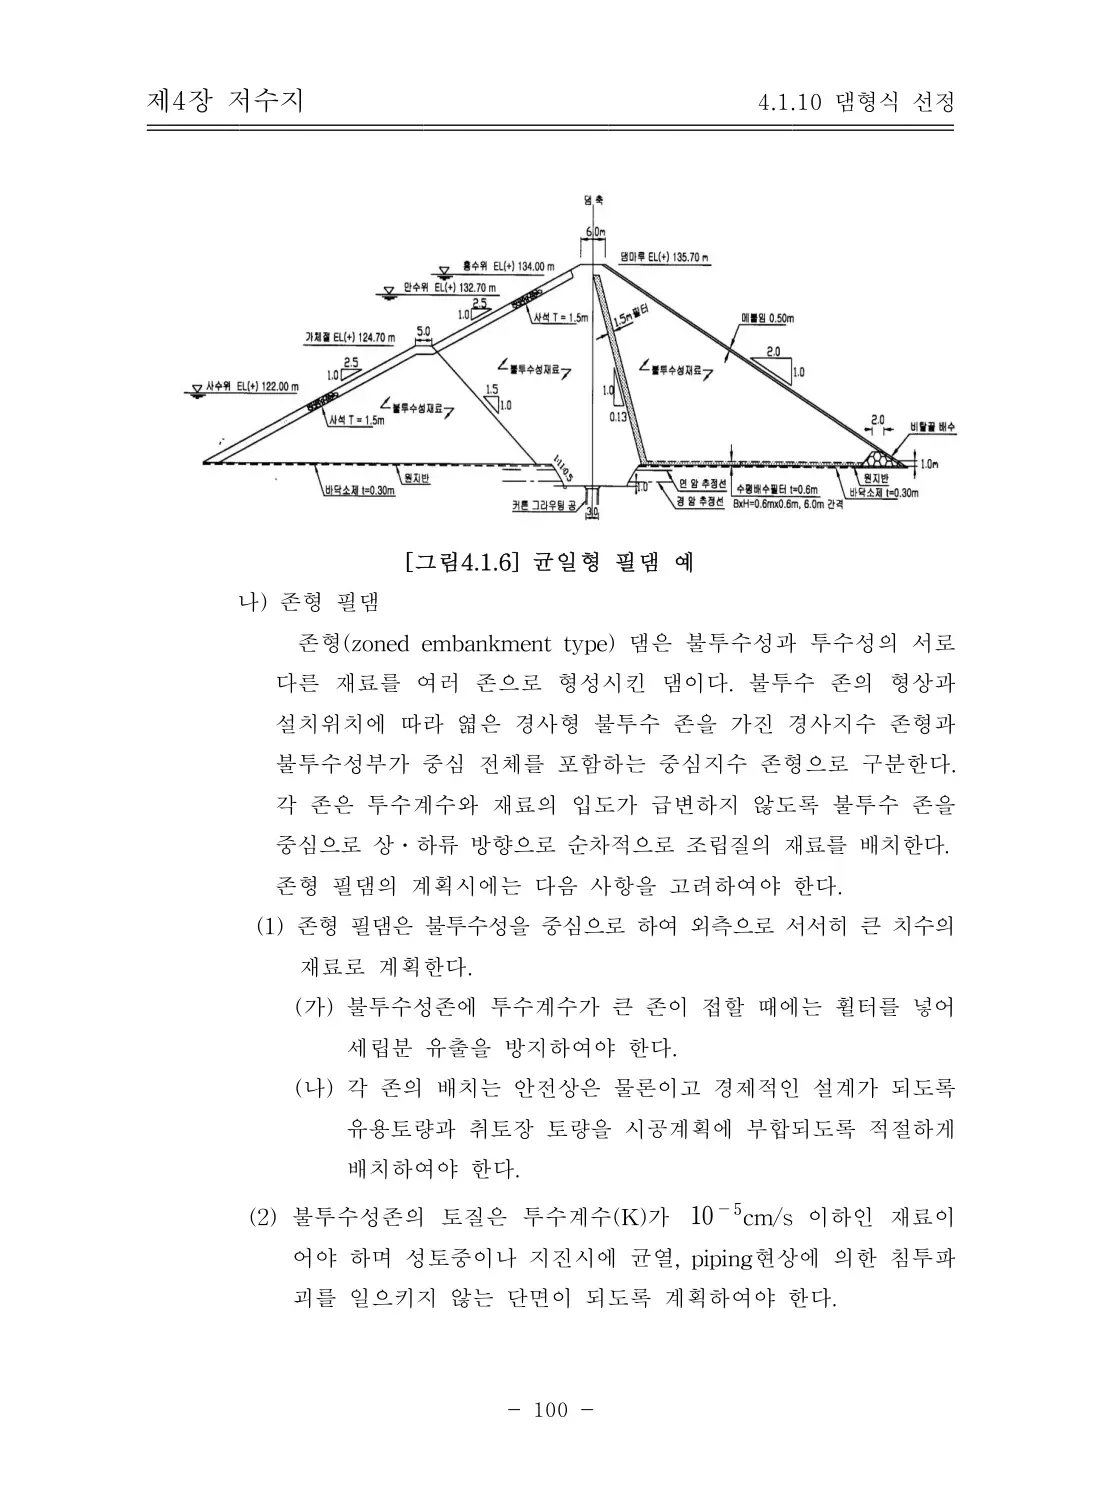 제4장 저수지
4.1.10 댐형식 선정
댐 축
6.0m
댐마루 EL(+) 135.70 m
홍수위 EL(+) 134.00 m
만수위 EL(+) 132.70 m
2.5
1.0
사석 T = 1.5m
1.5m필터
메붙임 0.50m
가체절 EL(+) 124.70 m
5.0
2.5
1.0
2.0
1.0
불투수성재료
불투수성재료
사수위 EL(+) 122.00 m
1.5
1.0
1.0
0.13
불투수성재료
사석 T = 1.5m
2.0
비탈끝 배수
1:1~0.5
1.0m
원지반
바닥소제 t=0.30m
1.0
연 암 추정선
경 암 추정선
수평배수필터 t=0.6m
BxH=0.6mx0.6m, 6.0m 간격
원지반
바닥소제 t=0.30m
커튼 그라우팅 공
3.0
[그림4.1.6] 균일형 필댐 예
나) 존형 필댐
존형(zoned embankment type) 댐은 불투수성과 투수성의 서로
다른 재료를 여러 존으로 형성시킨 댐이다. 불투수 존의 형상과
설치위치에 따라 엷은 경사형 불투수 존을 가진 경사지수 존형과
불투수성부가 중심 전체를 포함하는 중심지수 존형으로 구분한다.
각 존은 투수계수와 재료의 입도가 급변하지 않도록 불투수 존을
중심으로 상·하류 방향으로 순차적으로 조립질의 재료를 배치한다.
존형 필댐의 계획시에는 다음 사항을 고려하여야 한다.
(1) 존형 필댐은 불투수성을 중심으로 하여 외측으로 서서히 큰 치수의
재료로 계획한다.
(가) 불투수성존에 투수계수가 큰 존이 접할 때에는 휠터를 넣어
세립분 유출을 방지하여야 한다.
(나) 각 존의 배치는 안전상은 물론이고 경제적인 설계가 되도록
유용토량과 취토장 토량을 시공계획에 부합되도록 적절하게
배치하여야 한다.
(2) 불투수성존의 토질은 투수계수(K)가 10⁻⁵cm/s 이하인 재료이
어야 하며 성토중이나 지진시에 균열, piping현상에 의한 침투파
괴를 일으키지 않는 단면이 되도록 계획하여야 한다.
- 100 -